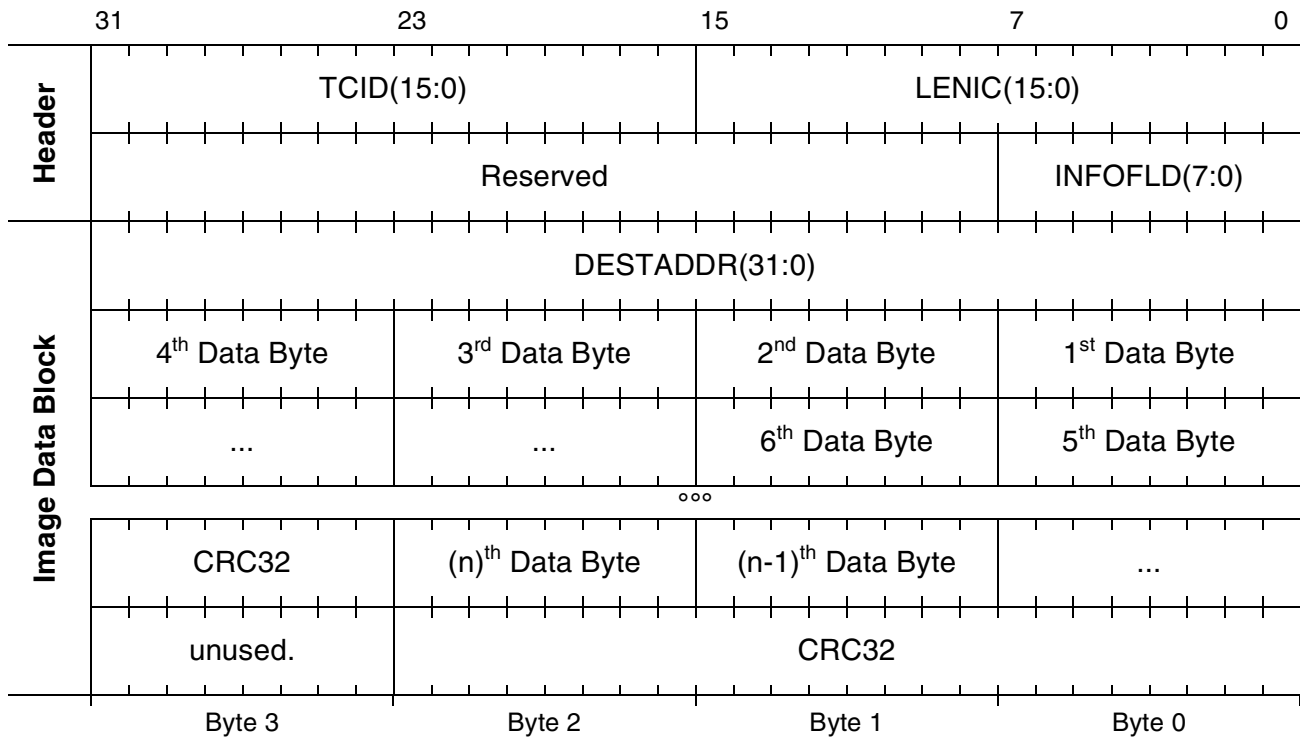 31 23 15 7 0
Header
TCID(15:0) LENIC(15:0)
Reserved INFOFLD(7:0)
Image Data Block
DESTADDR(31:0)
4th Data Byte 3rd Data Byte 2nd Data Byte 1st Data Byte
... ... 6th Data Byte 5th Data Byte
°°°
CRC32 (n)th Data Byte (n-1)th Data Byte ...
unused. CRC32
Byte 3 Byte 2 Byte 1 Byte 0